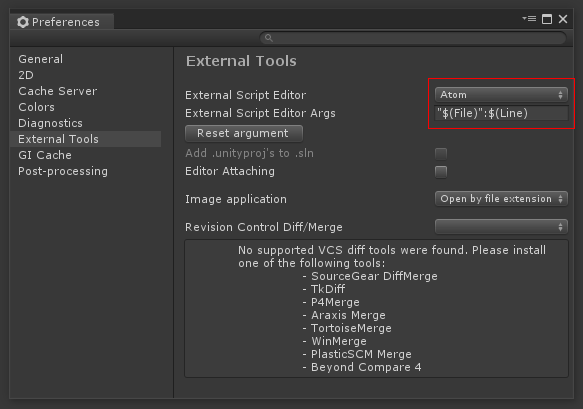 Preferences
General
2D
Cache Server
Colors
Diagnostics
External Tools
GI Cache
Post-processing
External Tools
External Script Editor Atom
External Script Editor Args "$(File)":$(Line)
Reset argument
Add .unityproj's to .sln
Editor Attaching
Image application Open by file extension
Revision Control Diff/Merge
No supported VCS diff tools were found. Please install
one of the following tools:
- SourceGear DiffMerge
- TkDiff
- P4Merge
- Araxis Merge
- TortoiseMerge
- WinMerge
- PlasticSCM Merge
- Beyond Compare 4